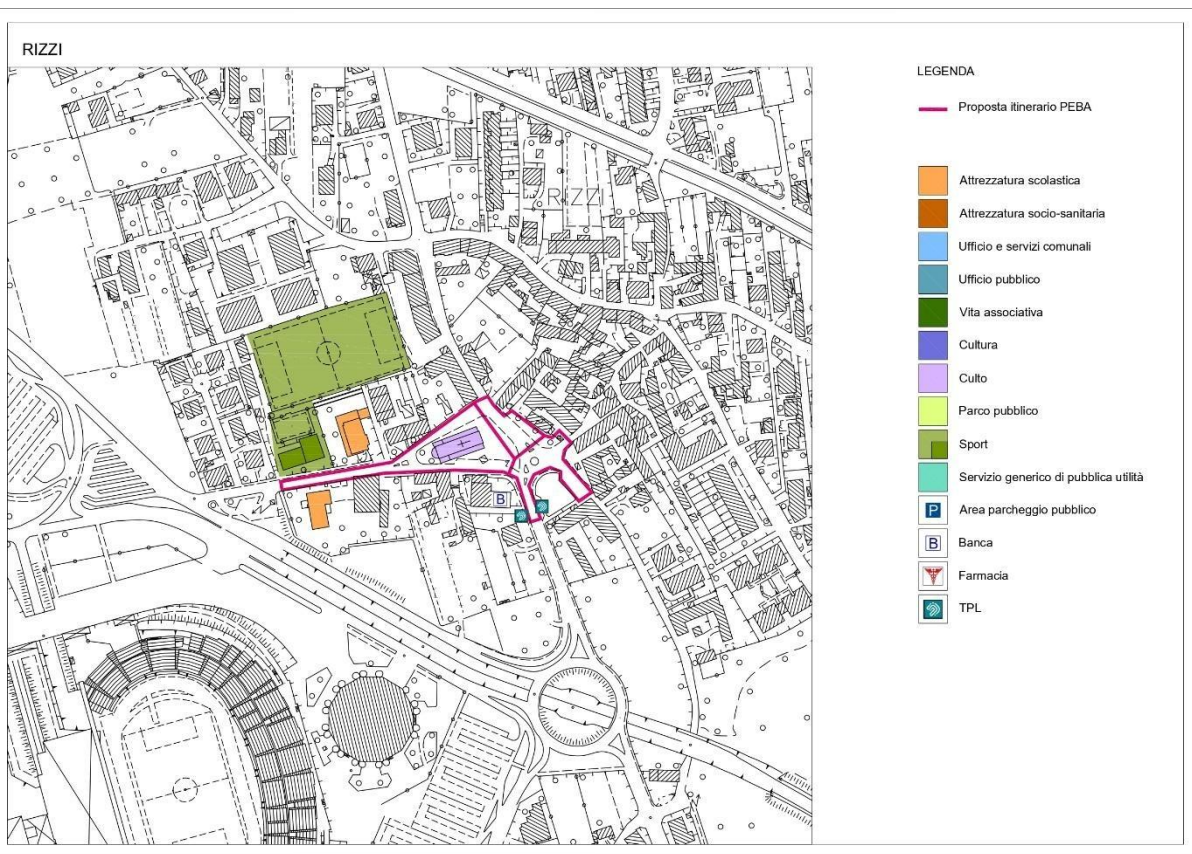 RIZZI
RIZZI
B
LEGENDA
Proposta itinerario PEBA
Attrezzatura scolastica
Attrezzatura socio-sanitaria
Ufficio e servizi comunali
Ufficio pubblico
Vita associativa
Cultura
Culto
Parco pubblico
Sport
Servizio generico di pubblica utilità
P Area parcheggio pubblico
B Banca
Farmacia
TPL